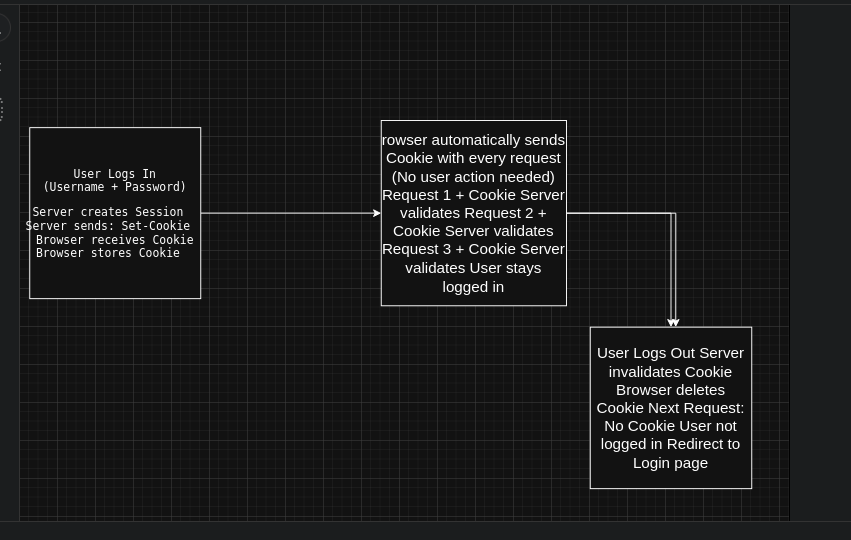 User Logs In
(Username + Password)
Server creates Session
Server sends: Set-Cookie
Browser receives Cookie
Browser stores Cookie
rowser automatically sends
Cookie with every request
(No user action needed)
Request 1 + Cookie Server
validates Request 2 +
Cookie Server validates
Request 3 + Cookie Server
validates User stays
logged in
User Logs Out Server
invalidates Cookie
Browser deletes
Cookie Next Request:
No Cookie User not
logged in Redirect to
Login page